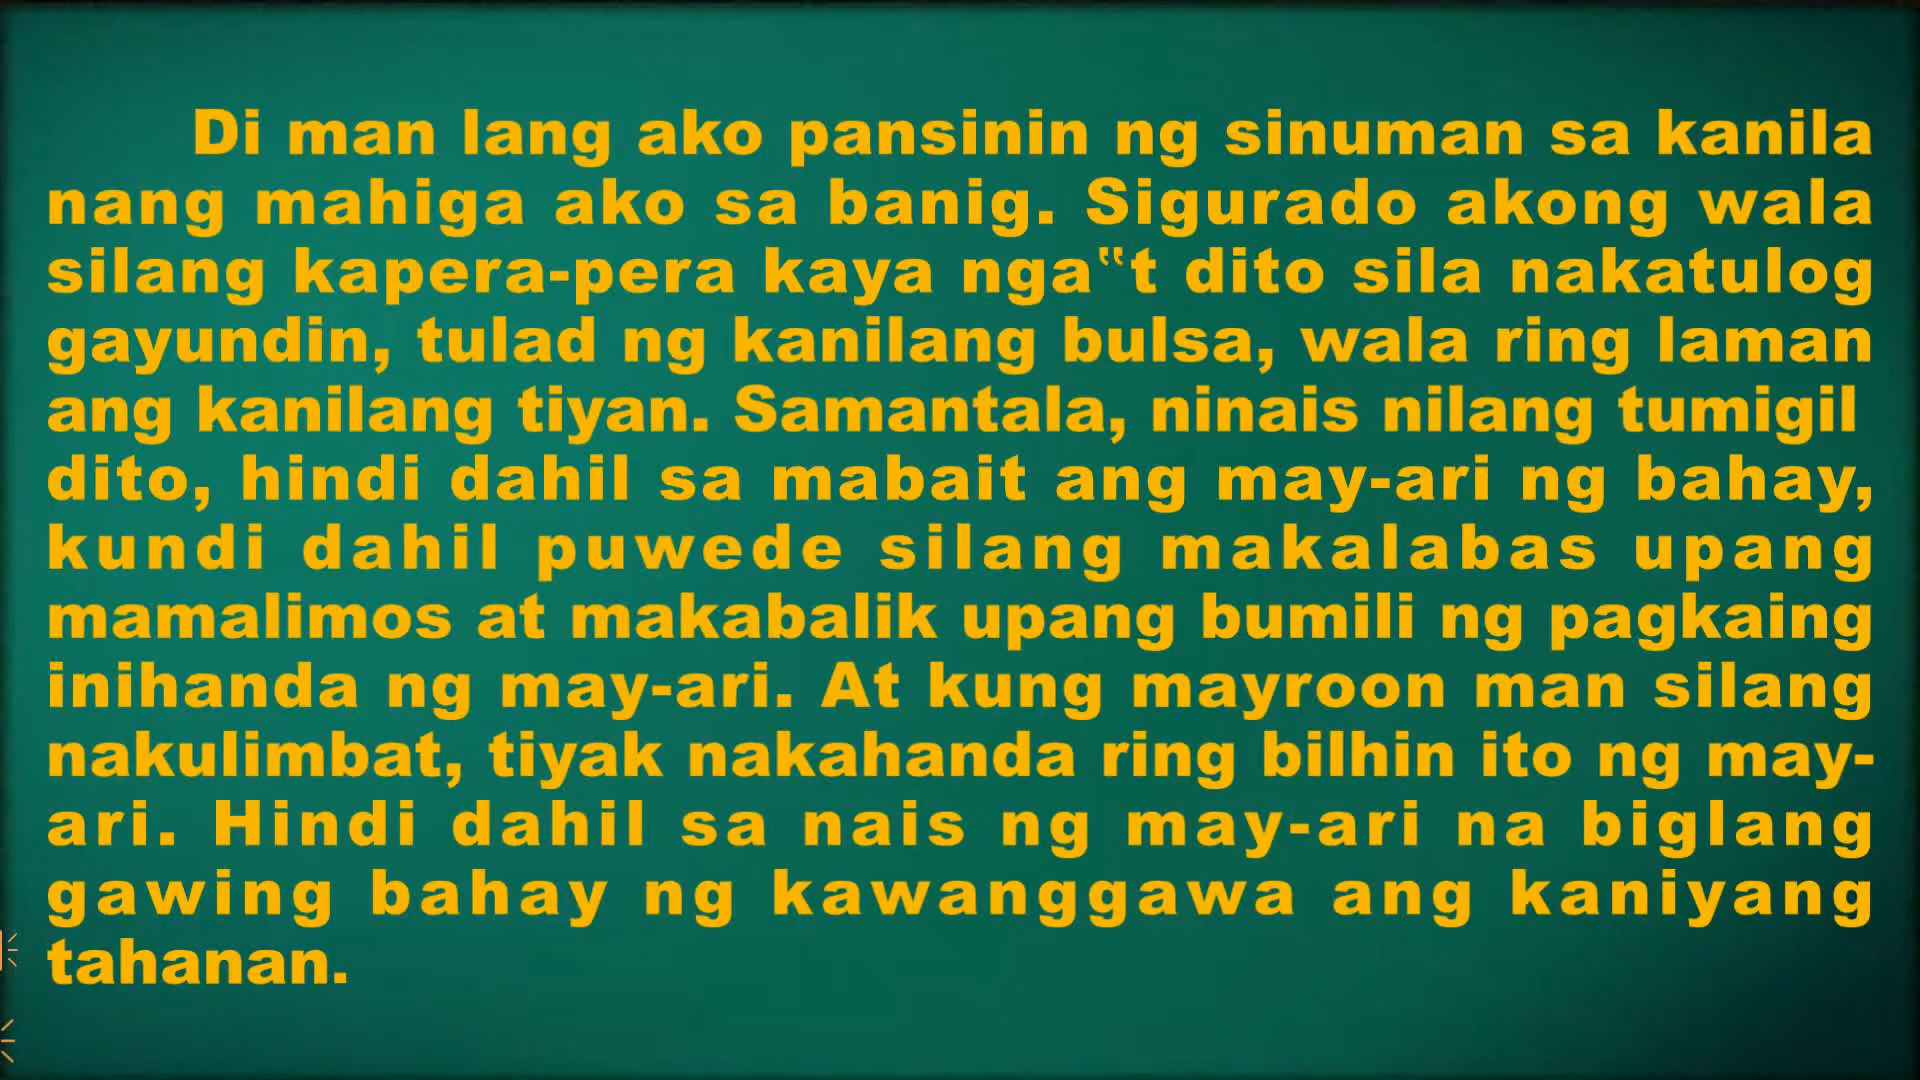 Di man lang ako pansinin ng sinuman sa kanila
nang mahiga ako sa banig. Sigurado akong wala
silang kapera-pera kaya nga‟t dito sila nakatulog
gayundin, tulad ng kanilang bulsa, wala ring laman
ang kanilang tiyan. Samantala, ninais nilang tumigil
dito, hindi dahil sa mabait ang may-ari ng bahay,
kundi dahil puwede silang makalabas upang
mamalimos at makabalik upang bumili ng pagkaing
inihanda ng may-ari. At kung mayroon man silang
nakulimbat, tiyak nakahanda ring bilhin ito ng may-
ari. Hindi dahil sa nais ng may-ari na biglang
gawing bahay ng kawanggawa ang kaniyang
tahanan.